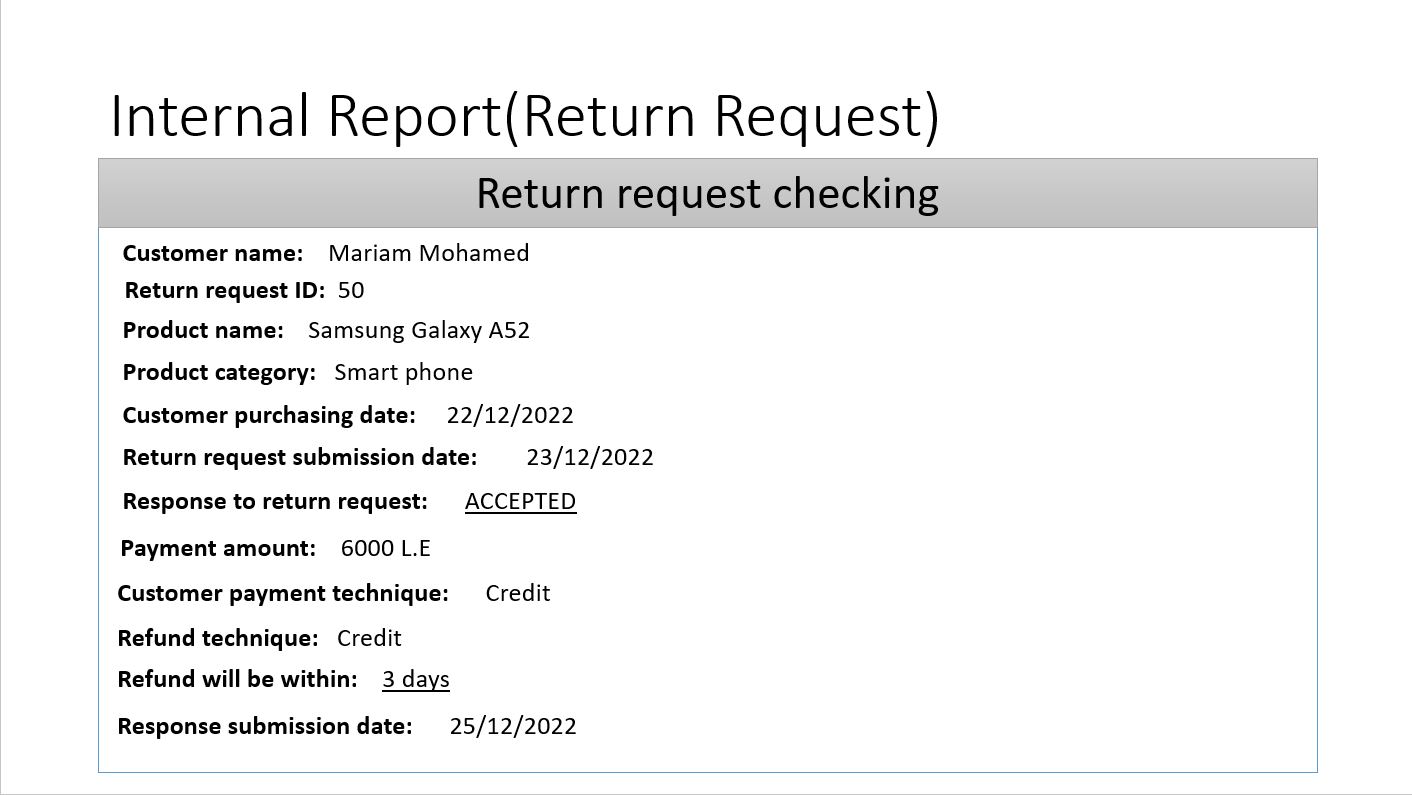 Internal Report(Return Request)
Return request checking
Customer name: Mariam Mohamed
Return request ID: 50
Product name: Samsung Galaxy A52
Product category: Smart phone
Customer purchasing date: 22/12/2022
Return request submission date: 23/12/2022
Response to return request: ACCEPTED
Payment amount: 6000 L.E
Customer payment technique: Credit
Refund technique: Credit
Refund will be within: 3 days
Response submission date: 25/12/2022